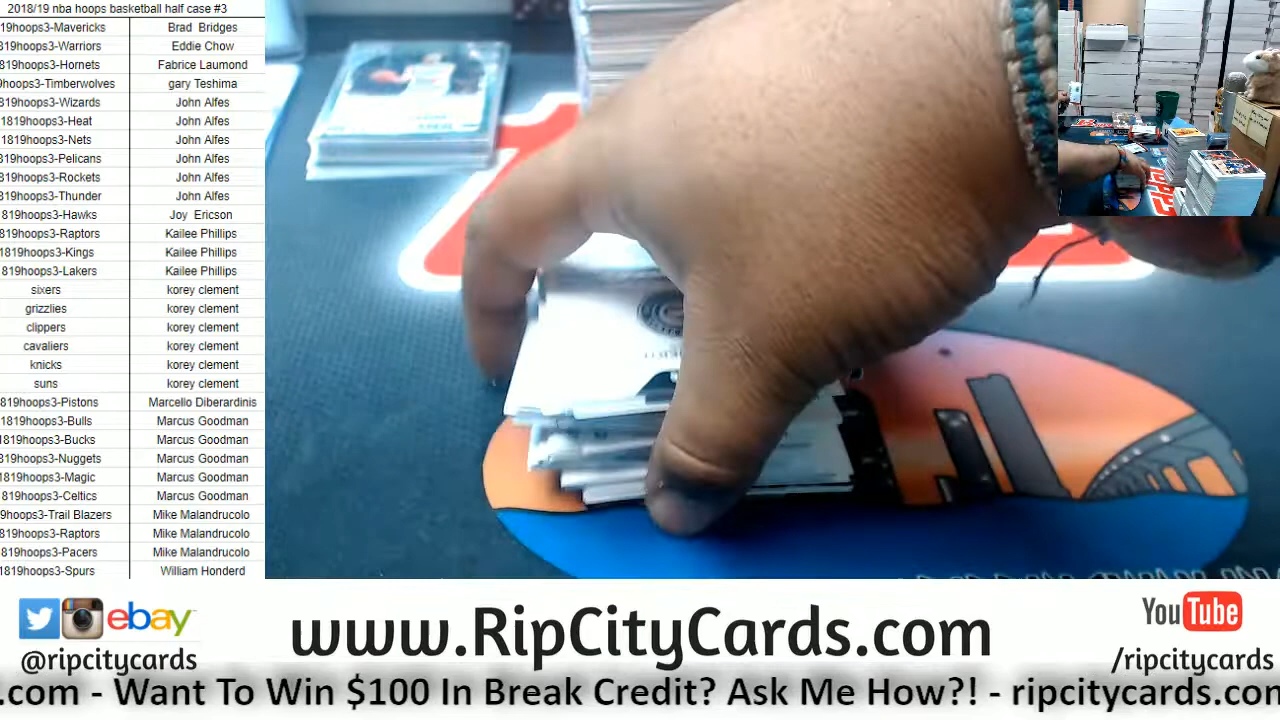 2018/19 nba hoops basketball half case #3
19hoops3-Mavericks Brad Bridges
819hoops3-Warriors Eddie Chow
819hoops3-Hornets Fabrice Laumond
9hoops3-Timberwolves gary Teshima
819hoops3-Wizards John Alfes
1819hoops3-Heat John Alfes
1819hoops3-Nets John Alfes
819hoops3-Pelicans John Alfes
819hoops3-Rockets John Alfes
819hoops3-Thunder John Alfes
819hoops3-Hawks Joy Ericson
819hoops3-Raptors Kailee Phillips
1819hoops3-Kings Kailee Phillips
819hoops3-Lakers Kailee Phillips
sixers korey clement
grizzlies korey clement
clippers korey clement
cavaliers korey clement
knicks korey clement
suns korey clement
819hoops3-Pistons Marcello Diberardinis
1819hoops3-Bulls Marcus Goodman
819hoops3-Bucks Marcus Goodman
819hoops3-Nuggets Marcus Goodman
819hoops3-Magic Marcus Goodman
819hoops3-Celtics Marcus Goodman
9hoops3-Trail Blazers Mike Malandrucolo
819hoops3-Raptors Mike Malandrucolo
819hoops3-Pacers Mike Malandrucolo
1819hoops3-Spurs William Honderd
ebay
@ripcitycards
www.RipCityCards.com
YouTube
/ripcitycards
.com - Want To Win $100 In Break Credit? Ask Me How?! - ripcitycards.com